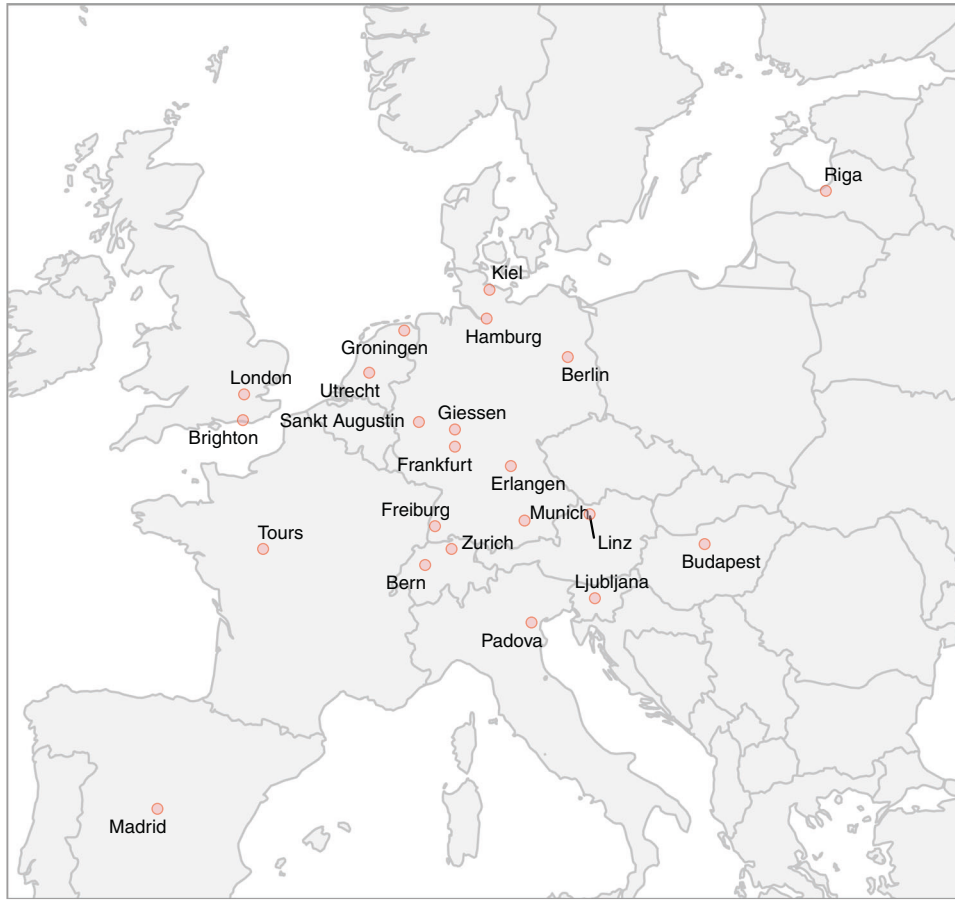 Riga
Kiel
Hamburg
Groningen
Berlin
Utrecht
London
Sankt Augustin
Giessen
Brighton
Frankfurt
Erlangen
Freiburg
Munich
Tours
Zurich
Linz
Budapest
Bern
Ljubljana
Padova
Madrid